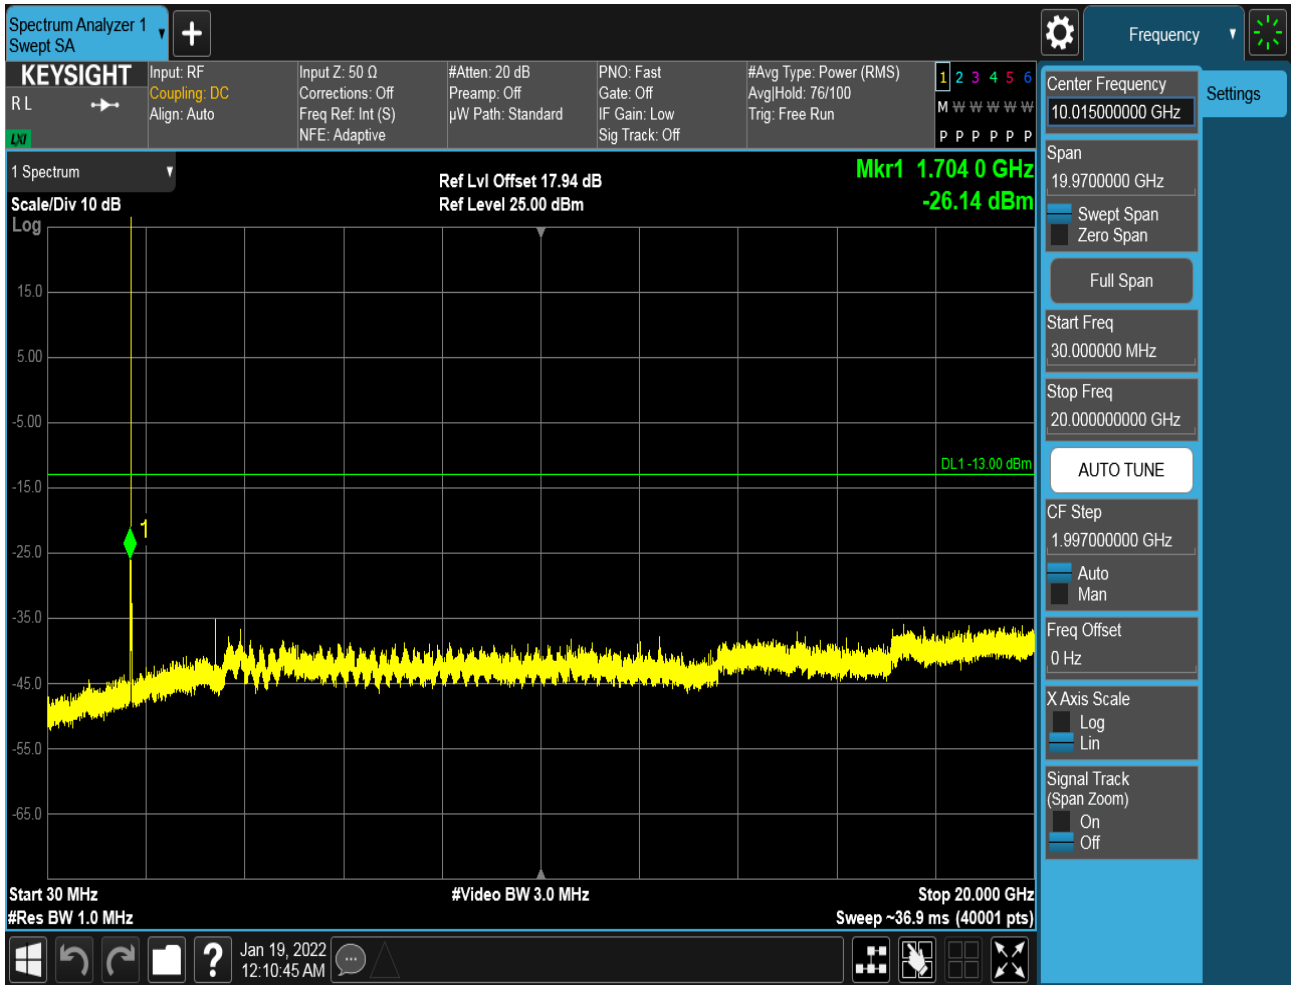 Spectrum Analyzer 1
Swept SA
Frequency
KEYSIGHT
R L
LXI
Input: RF
Coupling: DC
Align: Auto
Input Z: 50 Ω
Corrections: Off
Freq Ref: Int (S)
NFE: Adaptive
#Atten: 20 dB
Preamp: Off
µW Path: Standard
PNO: Fast
Gate: Off
IF Gain: Low
Sig Track: Off
#Avg Type: Power (RMS)
Avg|Hold: 76/100
Trig: Free Run
1 2 3 4 5 6
M W W W W W
P P P P P P
1 Spectrum
Scale/Div 10 dB
Log
Ref Lvl Offset 17.94 dB
Ref Level 25.00 dBm
Mkr1 1.704 0 GHz
-26.14 dBm
15.0
5.00
-5.00
DL1 -13.00 dBm
-15.0
1
-25.0
-35.0
-45.0
-55.0
-65.0
Start 30 MHz
#Res BW 1.0 MHz
#Video BW 3.0 MHz
Stop 20.000 GHz
Sweep ~36.9 ms (40001 pts)
Jan 19, 2022
12:10:45 AM
Center Frequency
10.015000000 GHz
Settings
Span
19.9700000 GHz
Swept Span
Zero Span
Full Span
Start Freq
30.000000 MHz
Stop Freq
20.000000000 GHz
AUTO TUNE
CF Step
1.997000000 GHz
Auto
Man
Freq Offset
0 Hz
X Axis Scale
Log
Lin
Signal Track
(Span Zoom)
On
Off